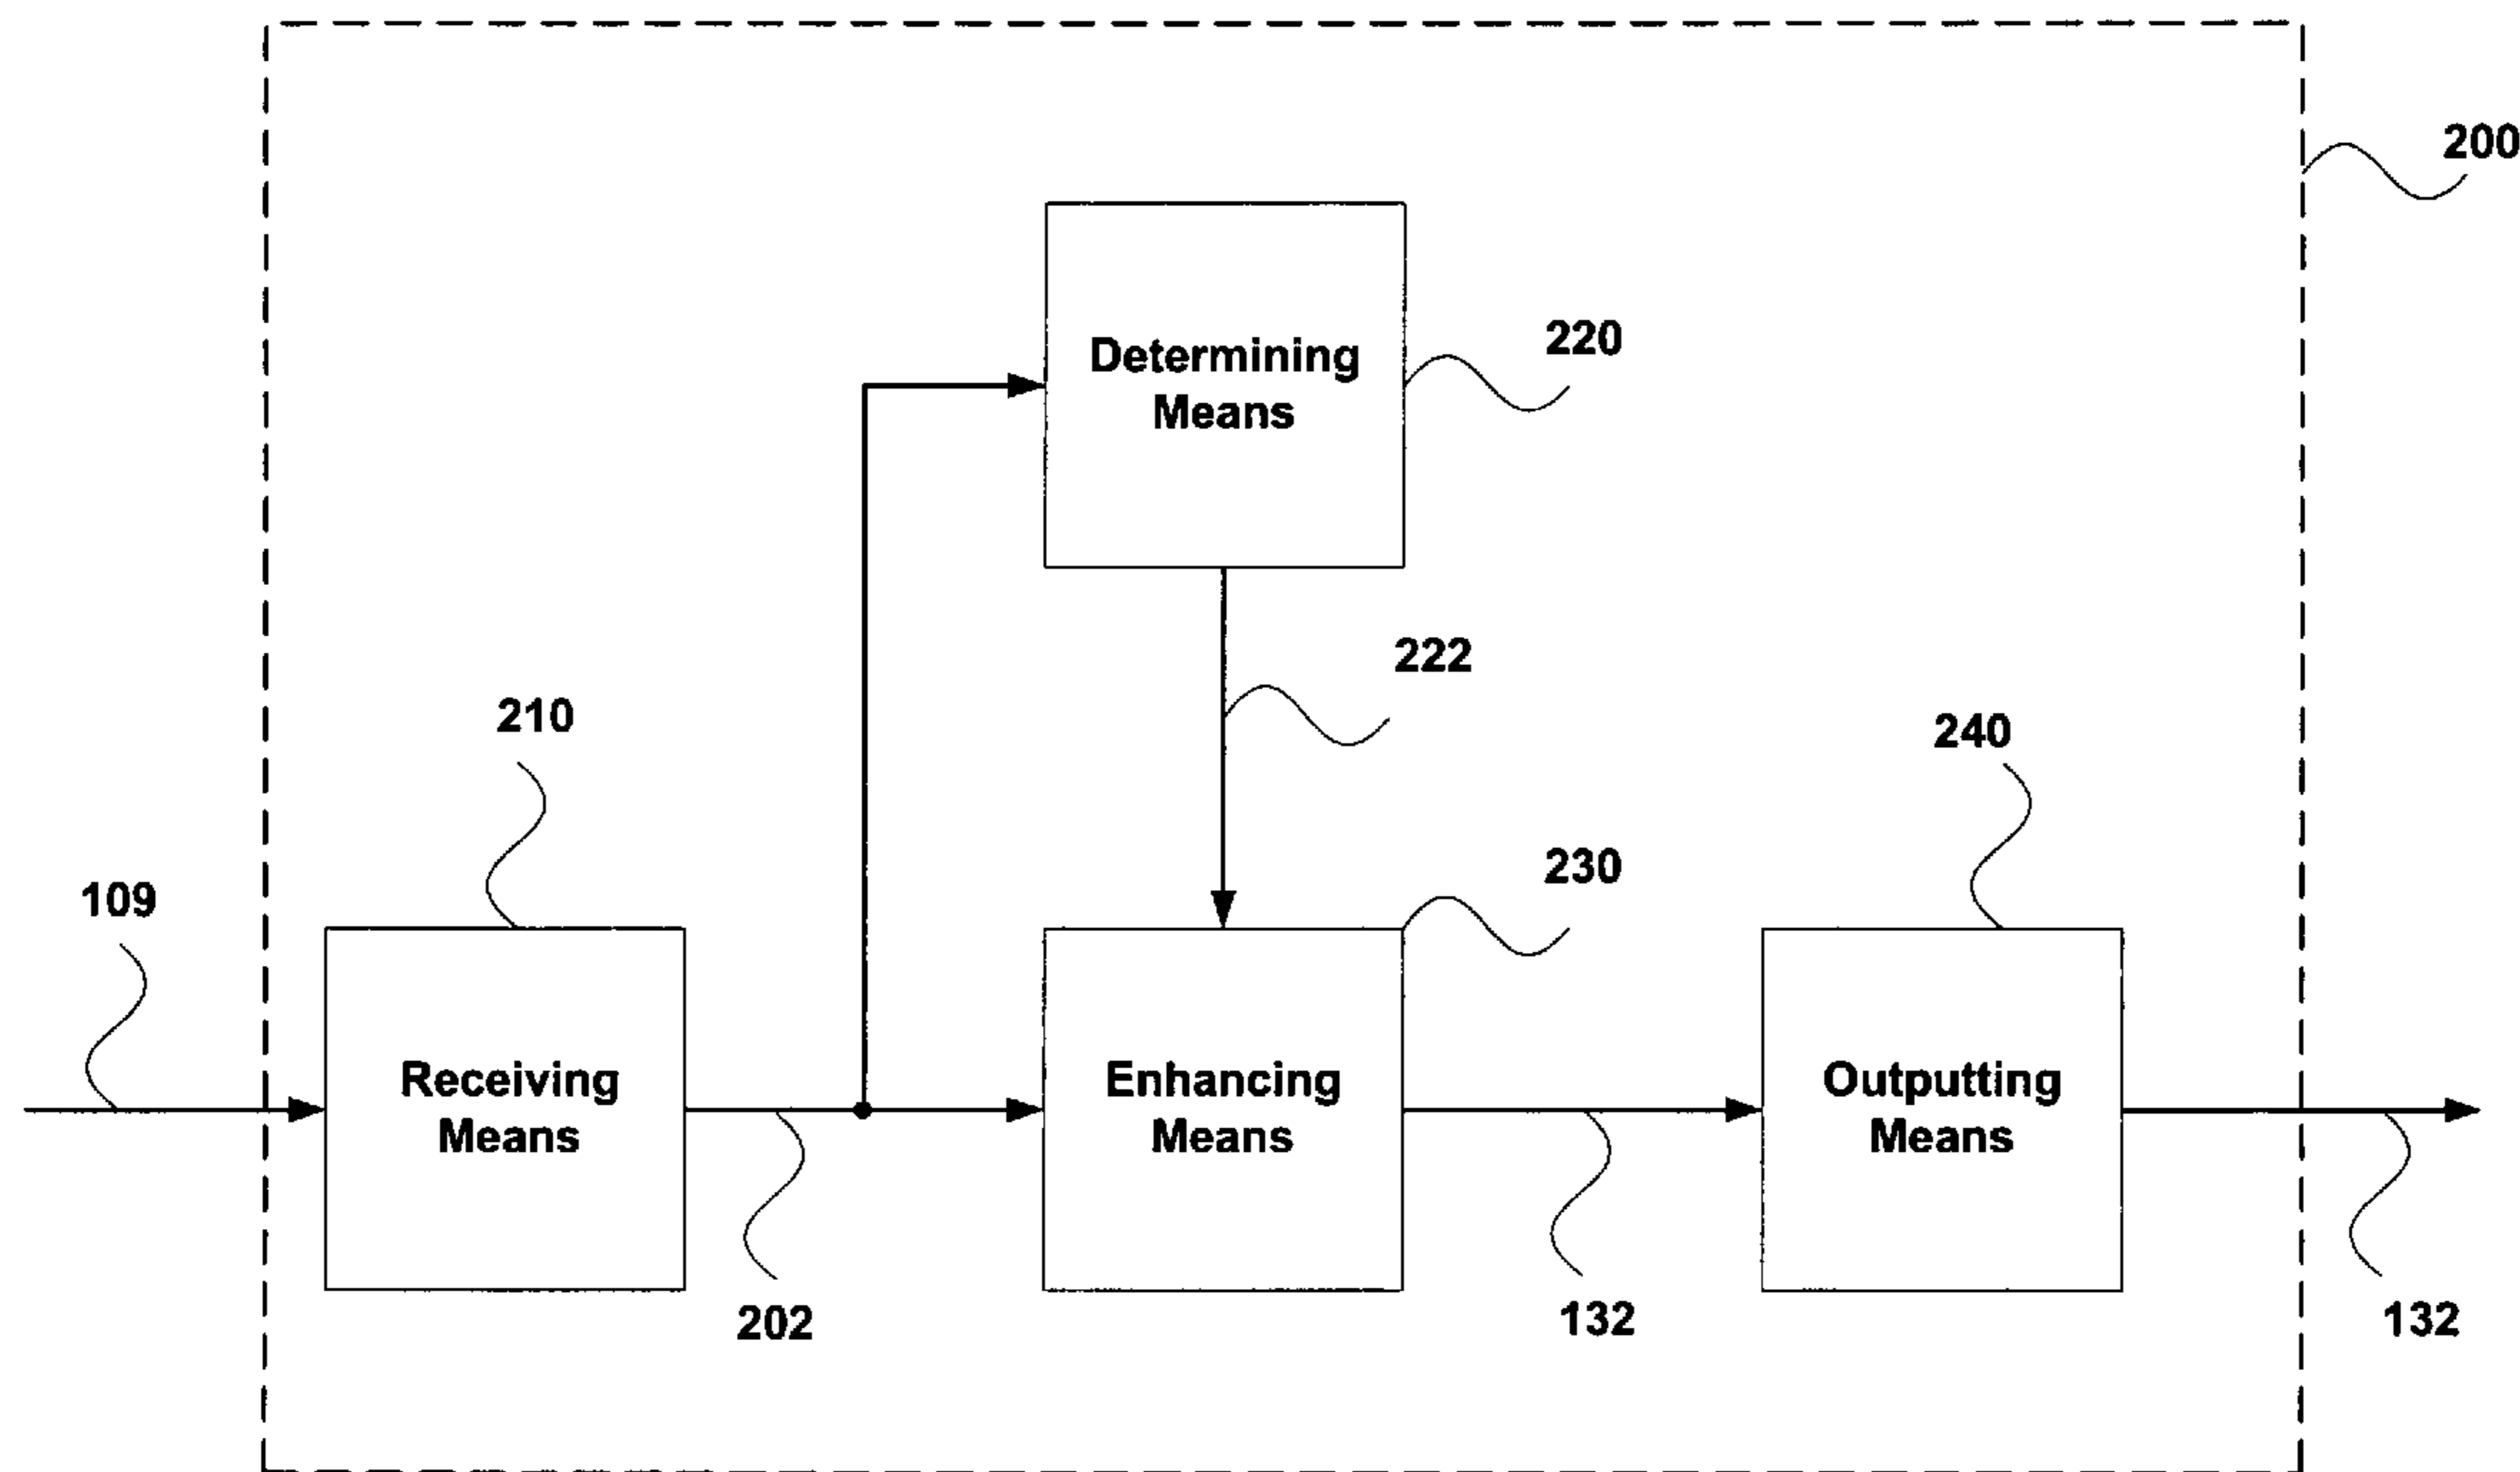 200
Determining
Means
220
222
210
240
230
109
Receiving
Means
Enhancing
Means
Outputting
Means
202
132
132